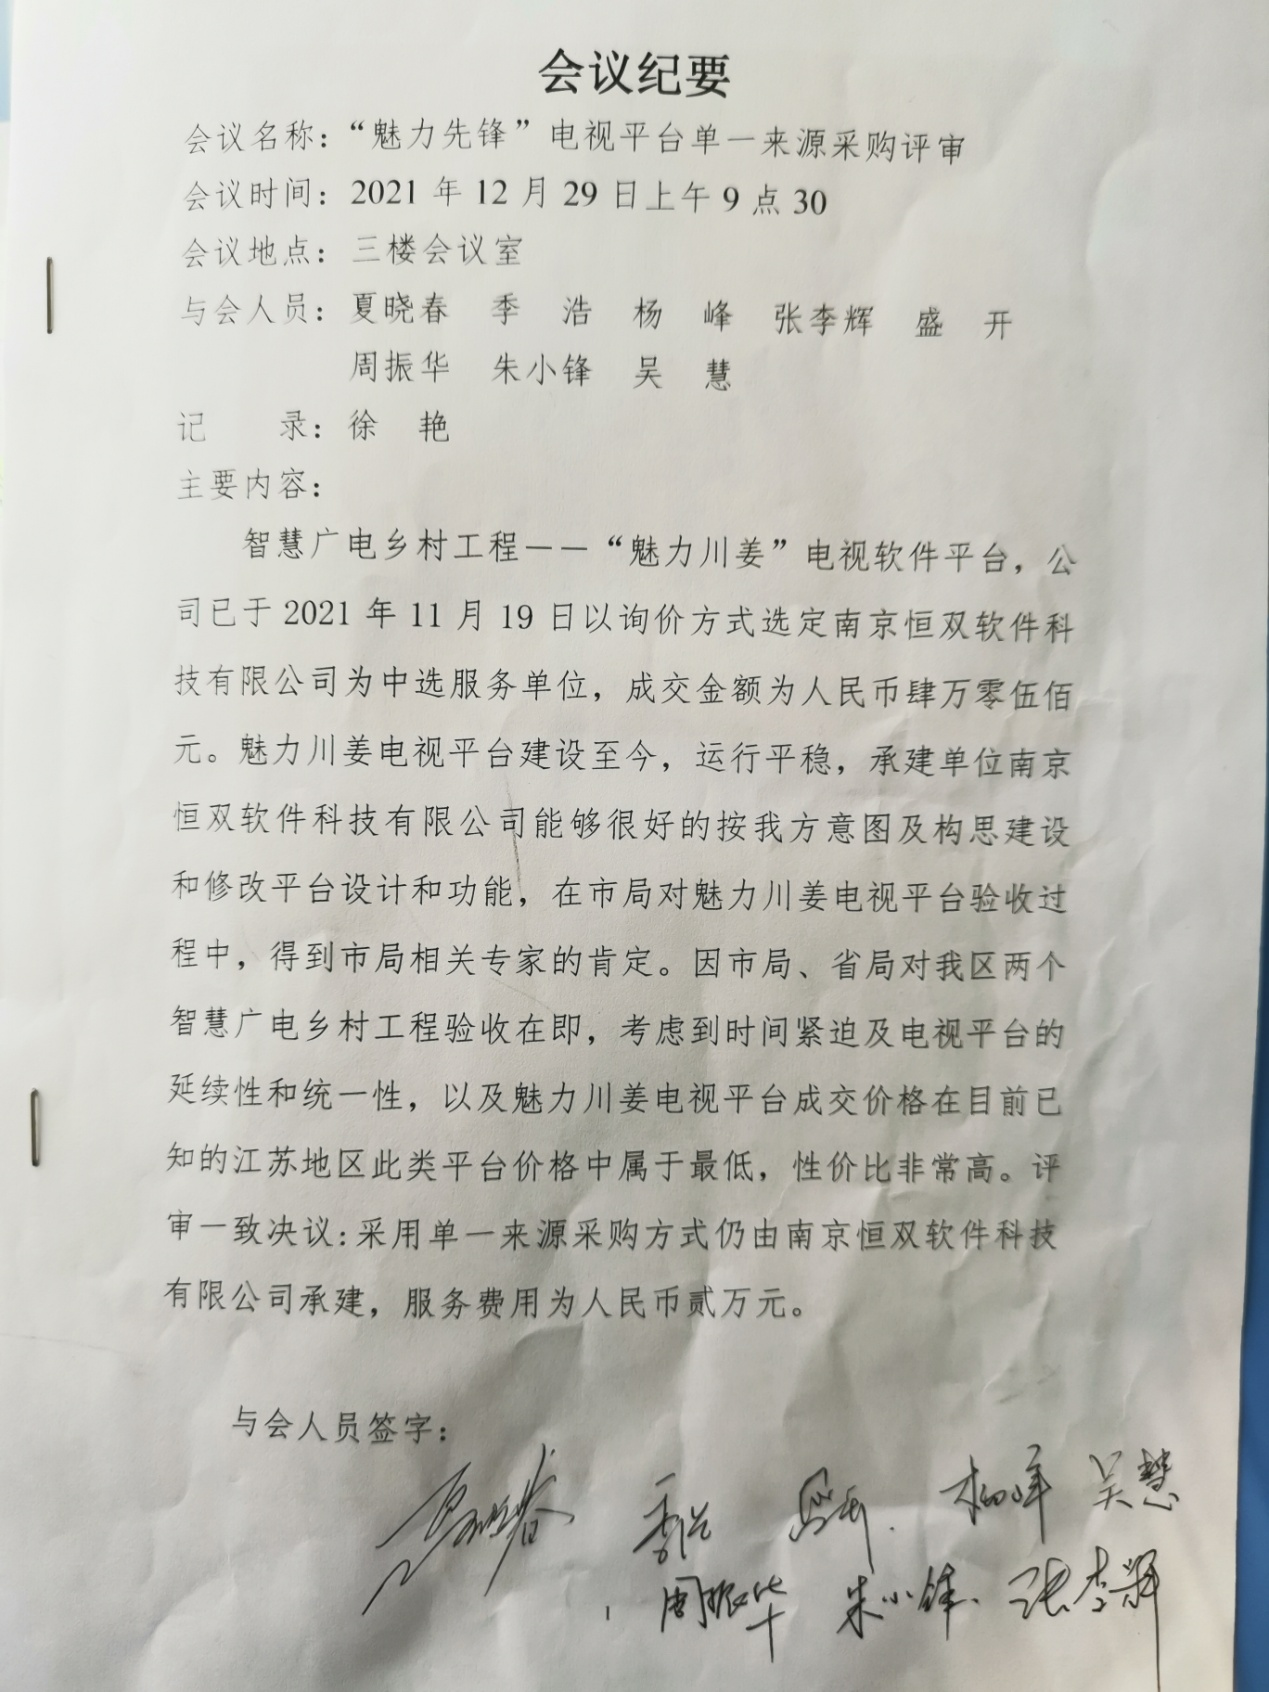 会议纪要
会议名称：“魅力先锋”电视平台单一来源采购评审
会议时间：2021 年 12 月 29 日上午 9 点 30
会议地点：三楼会议室
与会人员：夏晓春 季 浩 杨 峰 张李辉 盛 开
周振华 朱小锋 吴 慧
记 录：徐 艳
主要内容：
智慧广电乡村工程——“魅力川姜”电视软件平台，公
司已于 2021 年 11 月 19 日以询价方式选定南京恒双软件科
技有限公司为中选服务单位，成交金额为人民币肆万零伍佰
元。魅力川姜电视平台建设至今，运行平稳，承建单位南京
恒双软件科技有限公司能够很好的按我方意图及构思建设
和修改平台设计和功能，在市局对魅力川姜电视平台验收过
程中，得到市局相关专家的肯定。因市局、省局对我区两个
智慧广电乡村工程验收在即，考虑到时间紧迫及电视平台的
延续性和统一性，以及魅力川姜电视平台成交价格在目前已
知的江苏地区此类平台价格中属于最低，性价比非常高。评
审一致决议：采用单一来源采购方式仍由南京恒双软件科技
有限公司承建，服务费用为人民币贰万元。
与会人员签字：
夏晓春 季浩 盛开 杨峰 吴慧
周振华 朱小锋 张李辉